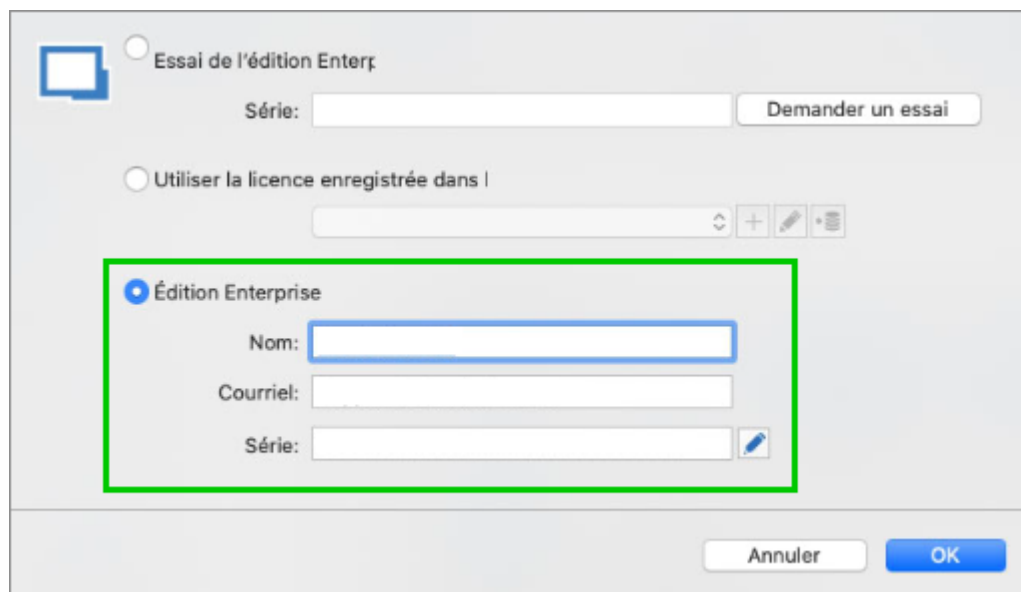 Essai de l'édition Enterp
Série:
Demander un essai
Utiliser la licence enregistrée dans l
Édition Enterprise
Nom:
Courriel:
Série:
Annuler
OK